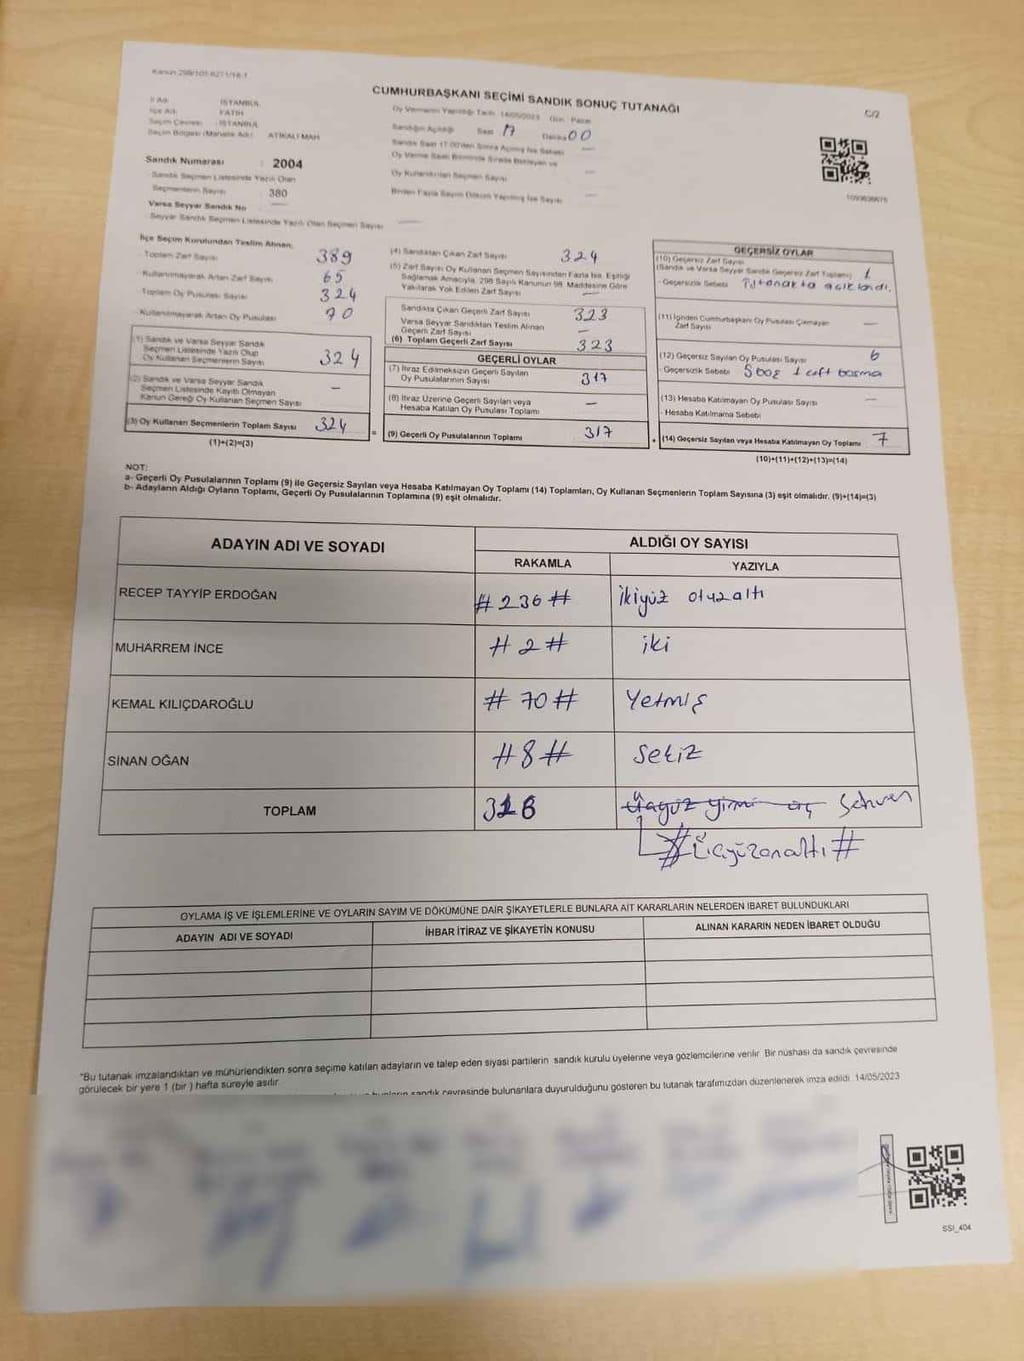 Kanun 298/101-6271/18-1
CUMHURBAŞKANI SEÇİMİ SANDIK SONUÇ TUTANAĞI
C/2
İl Adı İSTANBUL
İlçe Adı FATİH
Seçim Çevresi İSTANBUL
Seçim Bölgesi (Mahalle Adı) ATİKALİ MAH
Sandık Numarası : 2004
Sandık Seçmen Listesinde Yazılı Olan
Seçmenlerin Sayısı 380
Varsa Seyyar Sandık No —
Seyyar Sandık Seçmen Listesinde Yazılı Olan Seçmen Sayısı —
Oy Vermenin Yapıldığı Tarih 14/05/2023 Gün Pazar
Sandığın Açıldığı Saat 17 Dakika 00
Sandık Saat 17:00'den Sonra Açılmış İse Sebebi —
Oy Verme Saati Bitiminde Sırada Bekleyen ve
Oy Kullandırılan Seçmen Sayısı —
Birden Fazla Sayım Döküm Yapılmış İse Sayısı —
İlçe Seçim Kurulundan Teslim Alınan;
Toplam Zarf Sayısı 389
Kullanılmayarak Artan Zarf Sayısı 65
Toplam Oy Pusulası Sayısı 324
Kullanılmayarak Artan Oy Pusulası 70
(1) Sandık ve Varsa Seyyar Sandık
Seçmen Listesinde Yazılı Olup
Oy Kullanan Seçmenlerin Sayısı 324
(2) Sandık ve Varsa Seyyar Sandık
Seçmen Listesinde Kayıtlı Olmayan
Kanun Gereği Oy Kullanan Seçmen Sayısı —
(3) Oy Kullanan Seçmenlerin Toplam Sayısı 324
(1)+(2)=(3)
(4) Sandıktan Çıkan Zarf Sayısı 324
(5) Zarf Sayısı Oy Kullanan Seçmen Sayısından Fazla İse, Eşitliği
Sağlamak Amacıyla, 298 Sayılı Kanunun 98. Maddesine Göre
Yakılarak Yok Edilen Zarf Sayısı —
Sandıkta Çıkan Geçerli Zarf Sayısı 323
Varsa Seyyar Sandıktan Teslim Alınan
Geçerli Zarf Sayısı —
(6) Toplam Geçerli Zarf Sayısı 323
GEÇERLİ OYLAR
(7) İtiraz Edilmeksizin Geçerli Sayılan
Oy Pusulalarının Sayısı 317
(8) İtiraz Üzerine Geçerli Sayılan veya
Hesaba Katılan Oy Pusulası Toplamı —
= (9) Geçerli Oy Pusulalarının Toplamı 317
GEÇERSİZ OYLAR
(10) Geçersiz Zarf Sayısı
(Sandık ve Varsa Seyyar Sandık Geçersiz Zarf Toplamı) 1
- Geçersizlik Sebebi Tutanakta açıklandı.
(11) İçinden Cumhurbaşkanı Oy Pusulası Çıkmayan
Zarf Sayısı —
(12) Geçersiz Sayılan Oy Pusulası Sayısı 6
- Geçersizlik Sebebi 5 boş 1 çift basma
(13) Hesaba Katılmayan Oy Pusulası Sayısı —
- Hesaba Katılmama Sebebi
+ (14) Geçersiz Sayılan veya Hesaba Katılmayan Oy Toplamı 7
(10)+(11)+(12)+(13)=(14)
NOT:
a- Geçerli Oy Pusulalarının Toplamı (9) ile Geçersiz Sayılan veya Hesaba Katılmayan Oy Toplamı (14) Toplamları, Oy Kullanan Seçmenlerin Toplam Sayısına (3) eşit olmalıdır. (9)+(14)=(3)
b- Adayların Aldığı Oyların Toplamı, Geçerli Oy Pusulalarının Toplamına (9) eşit olmalıdır.
ADAYIN ADI VE SOYADI ALDIĞI OY SAYISI
RAKAMLA YAZIYLA
RECEP TAYYİP ERDOĞAN #236# ikiyüz otuzaltı
MUHARREM İNCE #2# iki
KEMAL KILIÇDAROĞLU #70# Yetmiş
SİNAN OĞAN #8# Sekiz
TOPLAM 316 üçyüz yirmi üç Sehven
#üçyüzonaltı#
OYLAMA İŞ VE İŞLEMLERİNE VE OYLARIN SAYIM VE DÖKÜMÜNE DAİR ŞİKAYETLERLE BUNLARA AİT KARARLARIN NELERDEN İBARET BULUNDUKLARI
ADAYIN ADI VE SOYADI İHBAR İTİRAZ VE ŞİKAYETİN KONUSU ALINAN KARARIN NEDEN İBARET OLDUĞU
"Bu tutanak imzalandıktan ve mühürlendikten sonra seçime katılan adayların ve talep eden siyasi partilerin sandık kurulu üyelerine veya gözlemcilerine verilir. Bir nüshası da sandık çevresinde
görülecek bir yere 1 (bir ) hafta süreyle asılır.
sandık çevresinde bulunanlara duyurulduğunu gösteren bu tutanak tarafımızdan düzenlenerek imza edildi. 14/05/2023
SSI_404